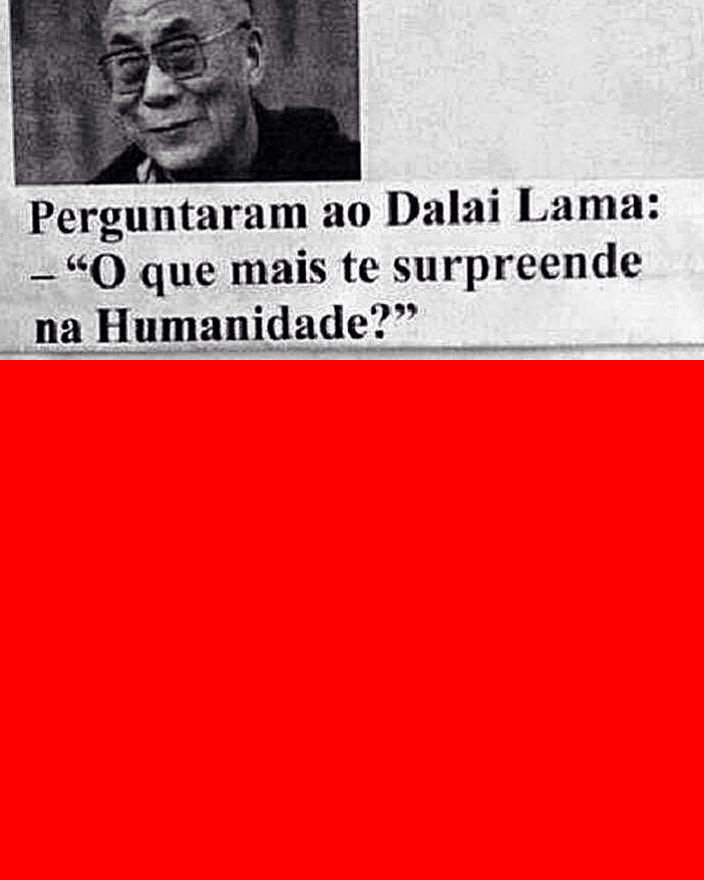 Perguntaram ao Dalai Lama:
– “O que mais te surpreende
na Humanidade?”